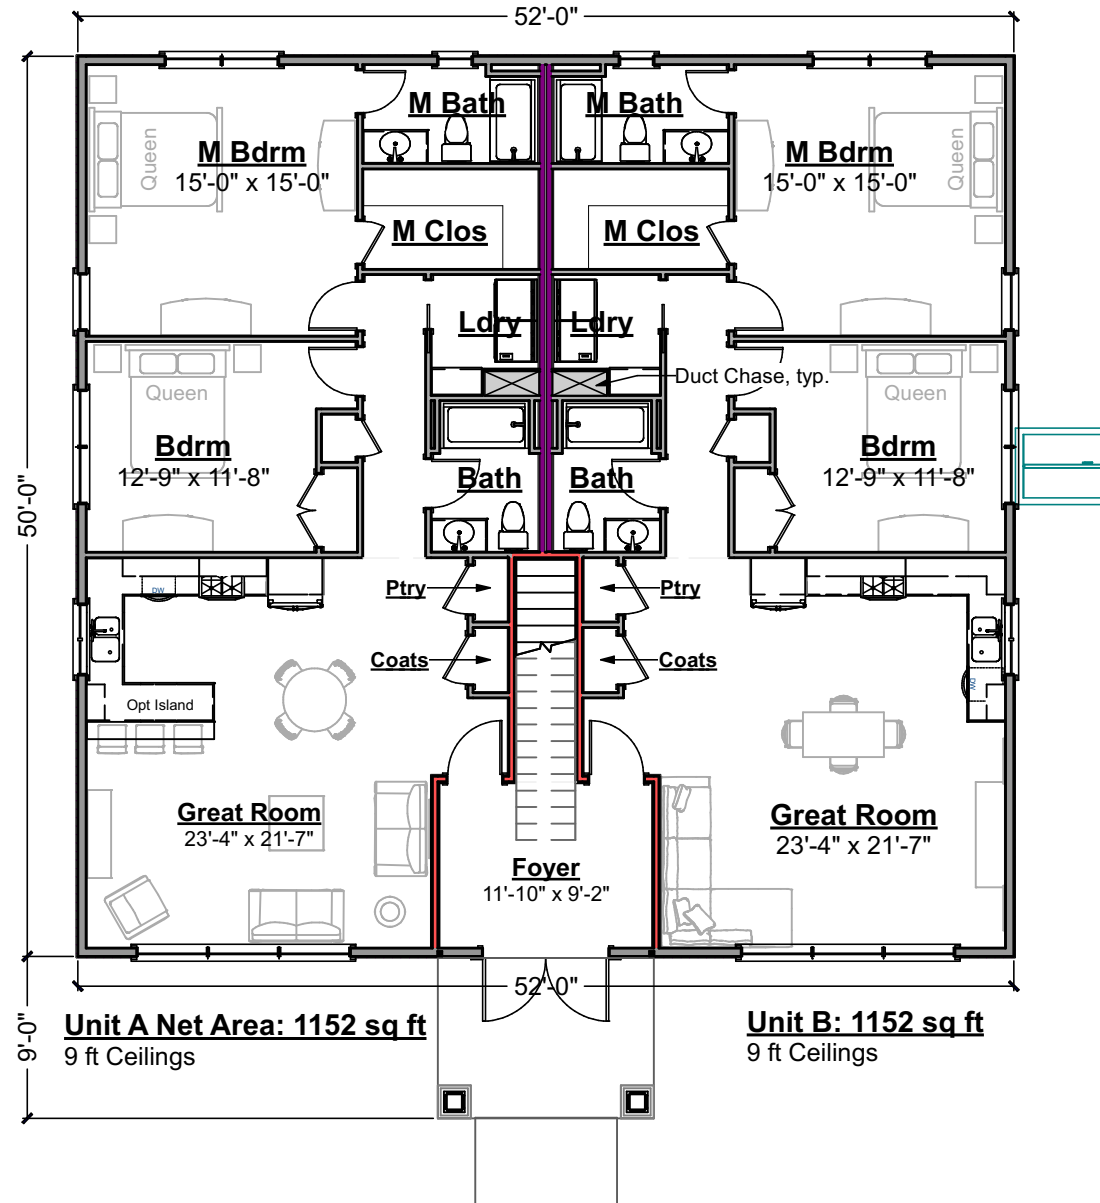 52'-0"
M Bath
M Bath
Queen
M Bdrm
15'-0" x 15'-0"
M Bdrm
15'-0" x 15'-0"
Queen
M Clos
M Clos
Ldry
Ldry
Duct Chase, typ.
Queen
Queen
Bdrm
12'-9" x 11'-8"
Bdrm
12'-9" x 11'-8"
Bath
Bath
50'-0"
DW
Ptry
Ptry
Coats
Coats
DW
Opt Island
Great Room
23'-4" x 21'-7"
Great Room
23'-4" x 21'-7"
Foyer
11'-10" x 9'-2"
52'-0"
9'-0"
Unit A Net Area: 1152 sq ft
9 ft Ceilings
Unit B: 1152 sq ft
9 ft Ceilings